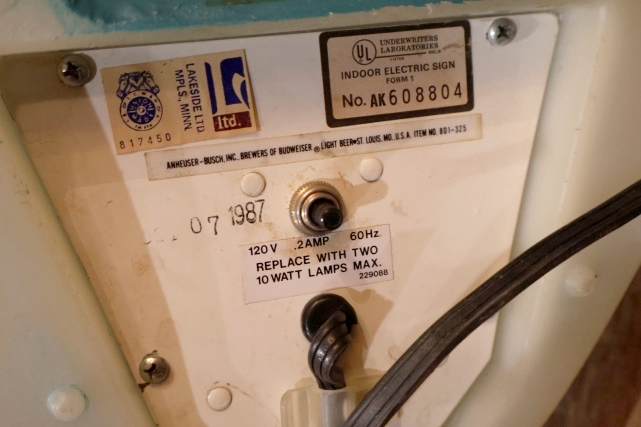 UNDERWRITERS
LABORATORIES
UL
INDOOR ELECTRIC SIGN
FORM 1
No. AK608804
LAKESIDE LTD.
MPLS, MINN.
ltd.
817450
ANHEUSER-BUSCH, INC. BREWERS OF BUDWEISER ® LIGHT BEER • ST. LOUIS, MO. U.S.A. ITEM NO. 801-325
07 1987
120V .2AMP 60Hz
REPLACE WITH TWO
10 WATT LAMPS MAX.
229088